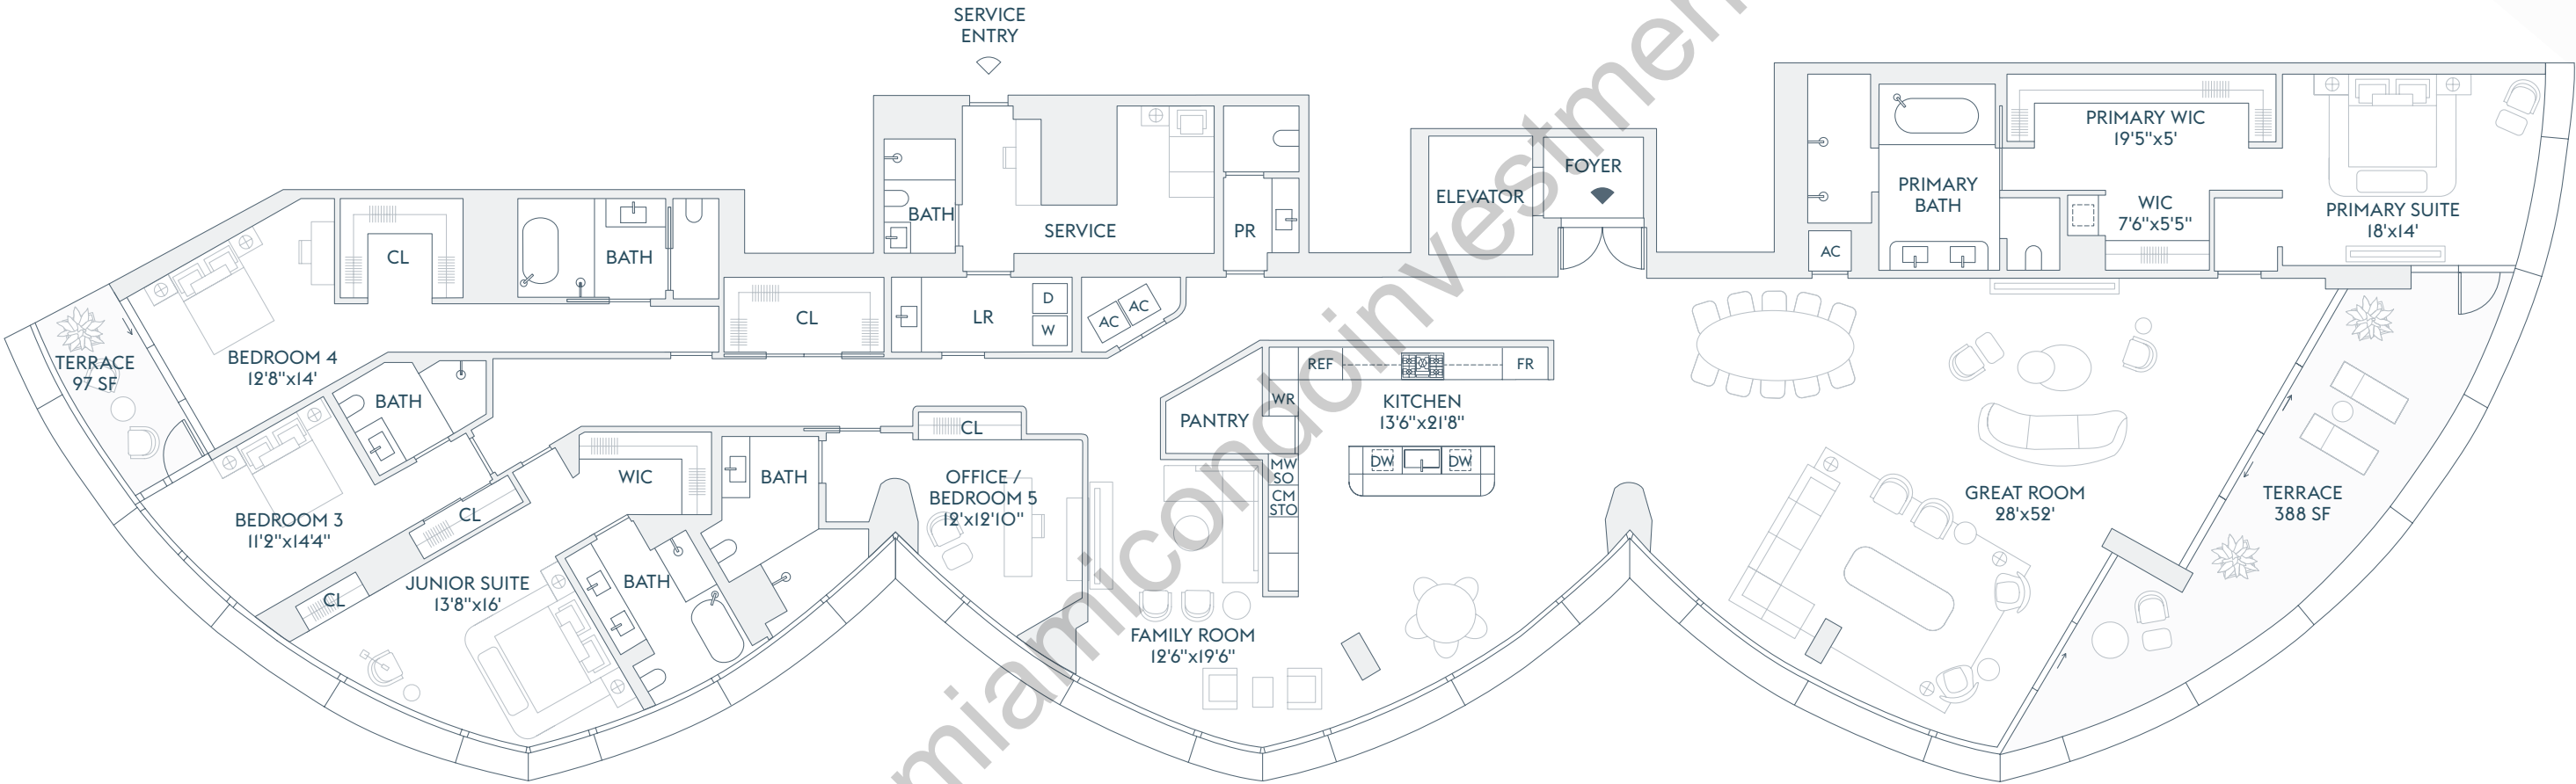 SERVICE
ENTRY
PRIMARY WIC
19'5"x5'
FOYER
ELEVATOR
PRIMARY
BATH
WIC
7'6"x5'5"
PRIMARY SUITE
18'x14'
BATH
SERVICE
PR
AC
CL
BATH
CL
LR
D
W
AC
AC
TERRACE
97 SF
BEDROOM 4
12'8"x14'
BATH
REF
FR
WR
KITCHEN
13'6"x21'8"
PANTRY
CL
DW
DW
MW
SO
CM
STO
WIC
BATH
OFFICE /
BEDROOM 5
12'x12'10"
BEDROOM 3
11'2"x14'4"
CL
GREAT ROOM
28'x52'
TERRACE
388 SF
JUNIOR SUITE
13'8"x16'
BATH
CL
FAMILY ROOM
12'6"x19'6"
miamicondoinvestmen